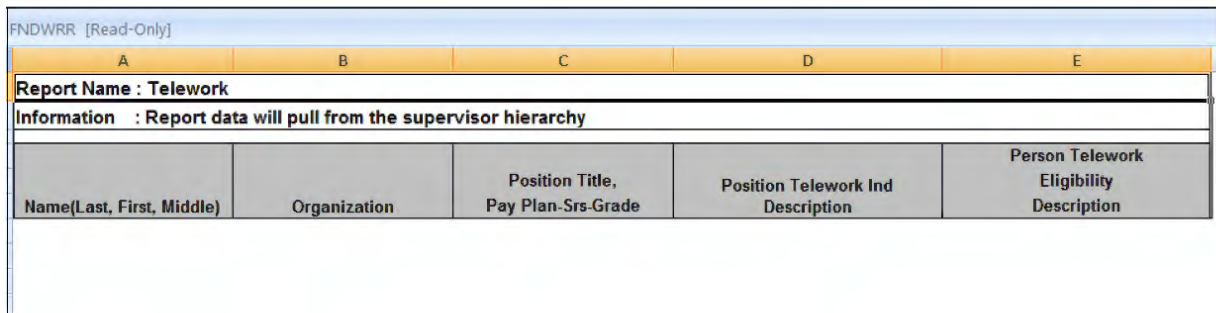 FNDWRR [Read-Only]
A B C D E
Report Name : Telework
Information : Report data will pull from the supervisor hierarchy
Name(Last, First, Middle)
Organization
Position Title,
Pay Plan-Srs-Grade
Position Telework Ind
Description
Person Telework
Eligibility
Description